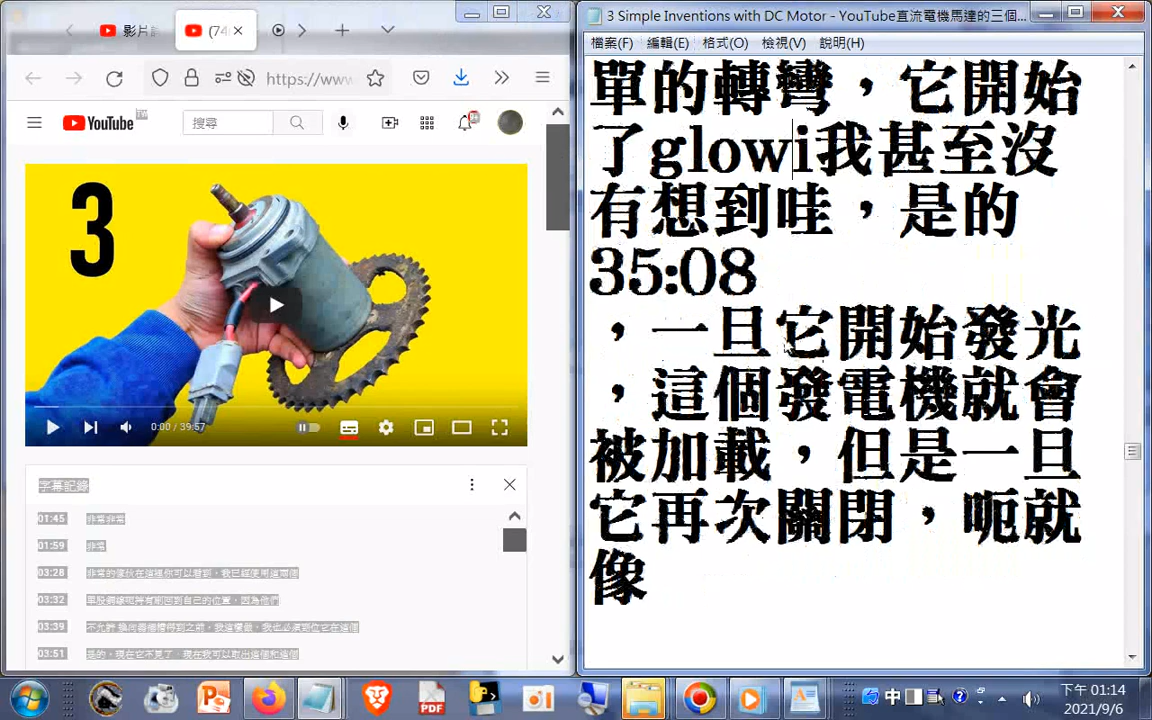 影片
(74
https://www
YouTube
TW
搜尋
3
0:00 / 39:57
字幕記錄
01:45 非常非常
01:59 非常
03:28
03:32
03:39
03:51
3 Simple Inventions with DC Motor - YouTube直流電機馬達的三個...
檔案(F) 編輯(E) 格式(O) 檢視(V) 說明(H)
單的轉彎，它開始
了glowi我甚至沒
有想到哇，是的
35:08
，一旦它開始發光
，這個發電機就會
被加載，但是一旦
它再次關閉，呃就
像
PDF
中
下午 01:14
2021/9/6